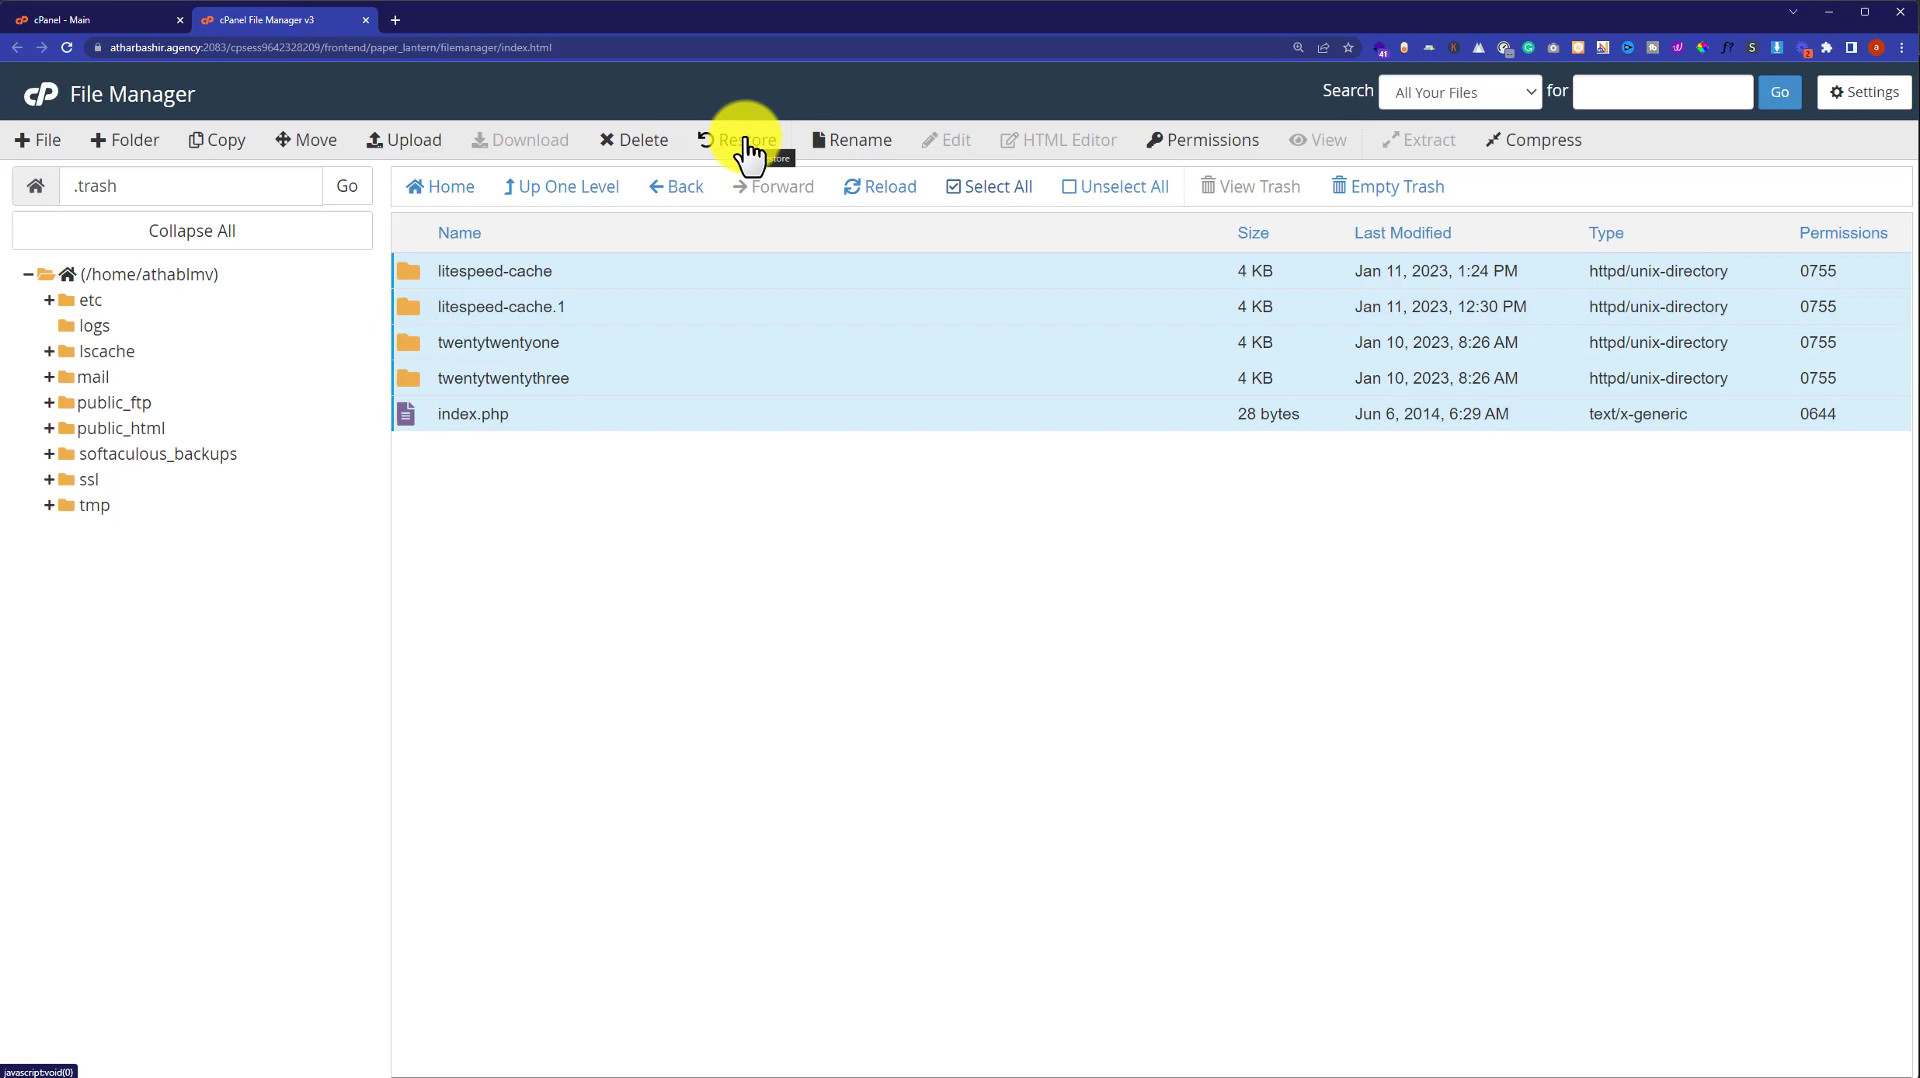 cPanel - Main
cPanel File Manager v3
atharbashir.agency:2083/cpsess9642328209/frontend/paper_lantern/filemanager/index.html
cP File Manager
Search All Your Files for Go Settings
File Folder Copy Move Upload Download Delete Restore Rename Edit HTML Editor Permissions View Extract Compress
.trash Go
Home Up One Level Back Forward Reload Select All Unselect All View Trash Empty Trash
Collapse All
(/home/athablmv)
etc
logs
lscache
mail
public_ftp
public_html
softaculous_backups
ssl
tmp
Name Size Last Modified Type Permissions
litespeed-cache 4 KB Jan 11, 2023, 1:24 PM httpd/unix-directory 0755
litespeed-cache.1 4 KB Jan 11, 2023, 12:30 PM httpd/unix-directory 0755
twentytwentyone 4 KB Jan 10, 2023, 8:26 AM httpd/unix-directory 0755
twentytwentythree 4 KB Jan 10, 2023, 8:26 AM httpd/unix-directory 0755
index.php 28 bytes Jun 6, 2014, 6:29 AM text/x-generic 0644
javascript:void(0)